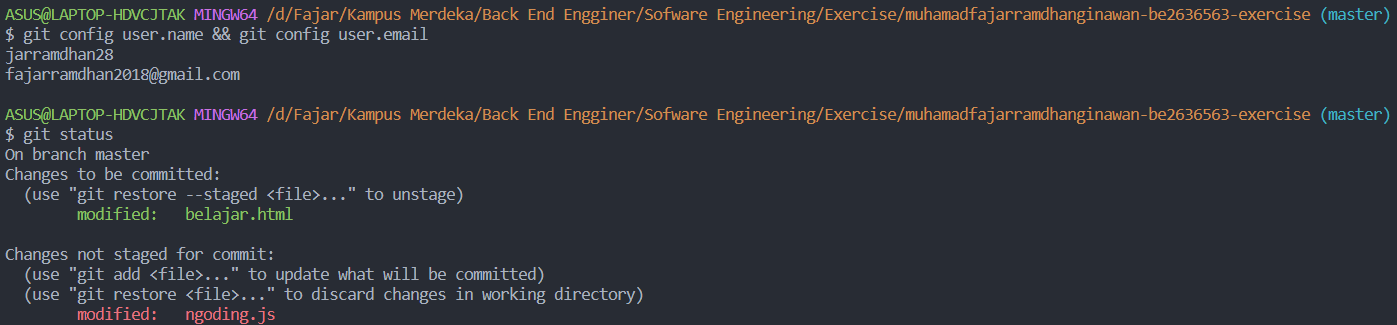 ASUS@LAPTOP-HDVCJTAK MINGW64 /d/Fajar/Kampus Merdeka/Back End Engginer/Sofware Engineering/Exercise/muhamadfajarramdhanginawan-be2636563-exercise (master)
$ git config user.name && git config user.email
jarramdhan28
fajarramdhan2018@gmail.com
ASUS@LAPTOP-HDVCJTAK MINGW64 /d/Fajar/Kampus Merdeka/Back End Engginer/Sofware Engineering/Exercise/muhamadfajarramdhanginawan-be2636563-exercise (master)
$ git status
On branch master
Changes to be committed:
  (use "git restore --staged <file>..." to unstage)
        modified:   belajar.html
Changes not staged for commit:
  (use "git add <file>..." to update what will be committed)
  (use "git restore <file>..." to discard changes in working directory)
        modified:   ngoding.js